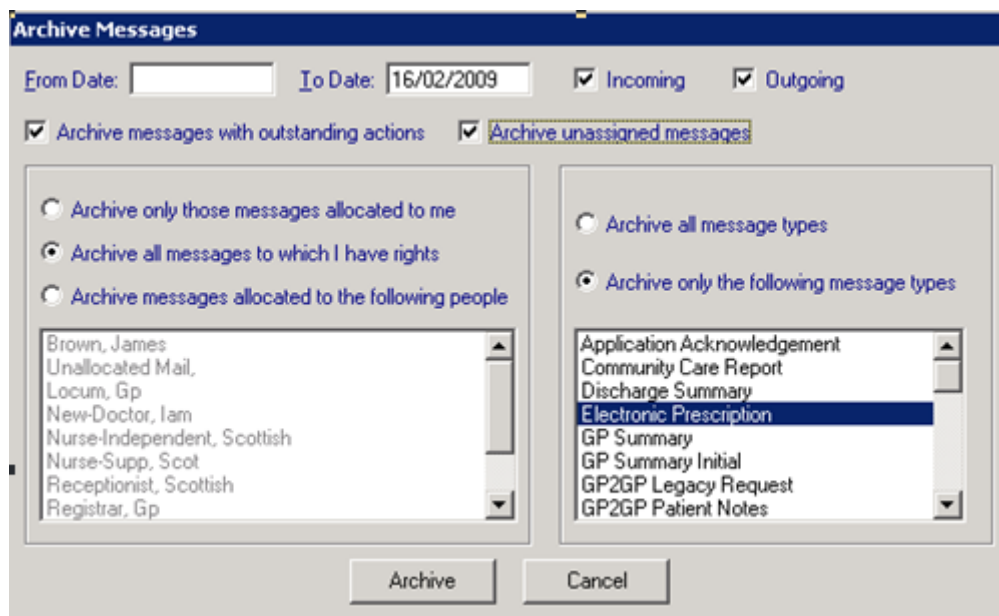 Archive Messages
From Date: To Date: 16/02/2009 Incoming Outgoing
Archive messages with outstanding actions Archive unassigned messages
Archive only those messages allocated to me
Archive all messages to which I have rights
Archive messages allocated to the following people
Brown, James
Unallocated Mail,
Locum, Gp
New-Doctor, Iam
Nurse-Independent, Scottish
Nurse-Supp, Scot
Receptionist, Scottish
Registrar, Gp
Archive all message types
Archive only the following message types
Application Acknowledgement
Community Care Report
Discharge Summary
Electronic Prescription
GP Summary
GP Summary Initial
GP2GP Legacy Request
GP2GP Patient Notes
Archive Cancel